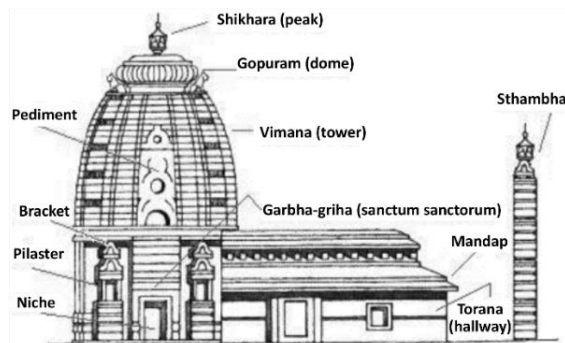 Shikhara (peak)
Gopuram (dome)
Sthambha
Pediment
Vimana (tower)
Bracket
Garbha-griha (sanctum sanctorum)
Pilaster
Mandap
Niche
Torana
(hallway)